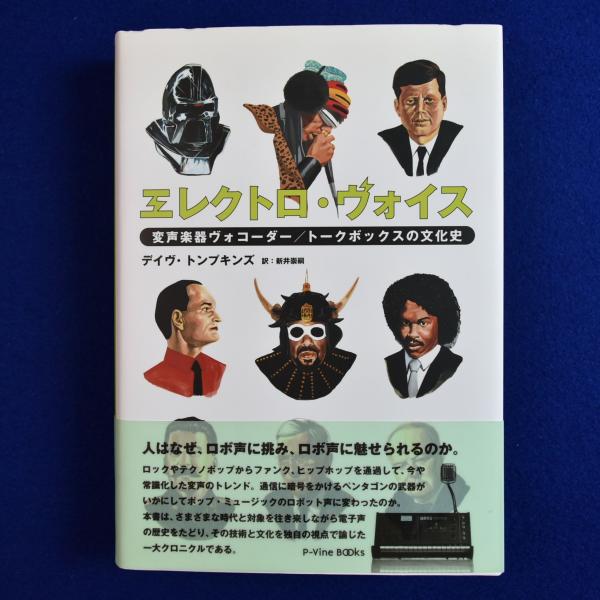 エレクトロ・ヴォイス
変声楽器ヴォコーダー／トークボックスの文化史
デイヴ・トンプキンズ 訳:新井崇嗣
人はなぜ、ロボ声に挑み、ロボ声に魅せられるのか。
ロックやテクノポップからファンク、ヒップホップを通過して、今や
常識化した変声のトレンド。通信に暗号をかけるペンタゴンの武器が
いかにしてポップ・ミュージックのロボット声に変わったのか。
本書は、さまざまな時代と対象を往き来しながら電子声
の歴史をたどり、その技術と文化を独自の視点で論じた
一大クロニクルである。
P-Vine BOOks